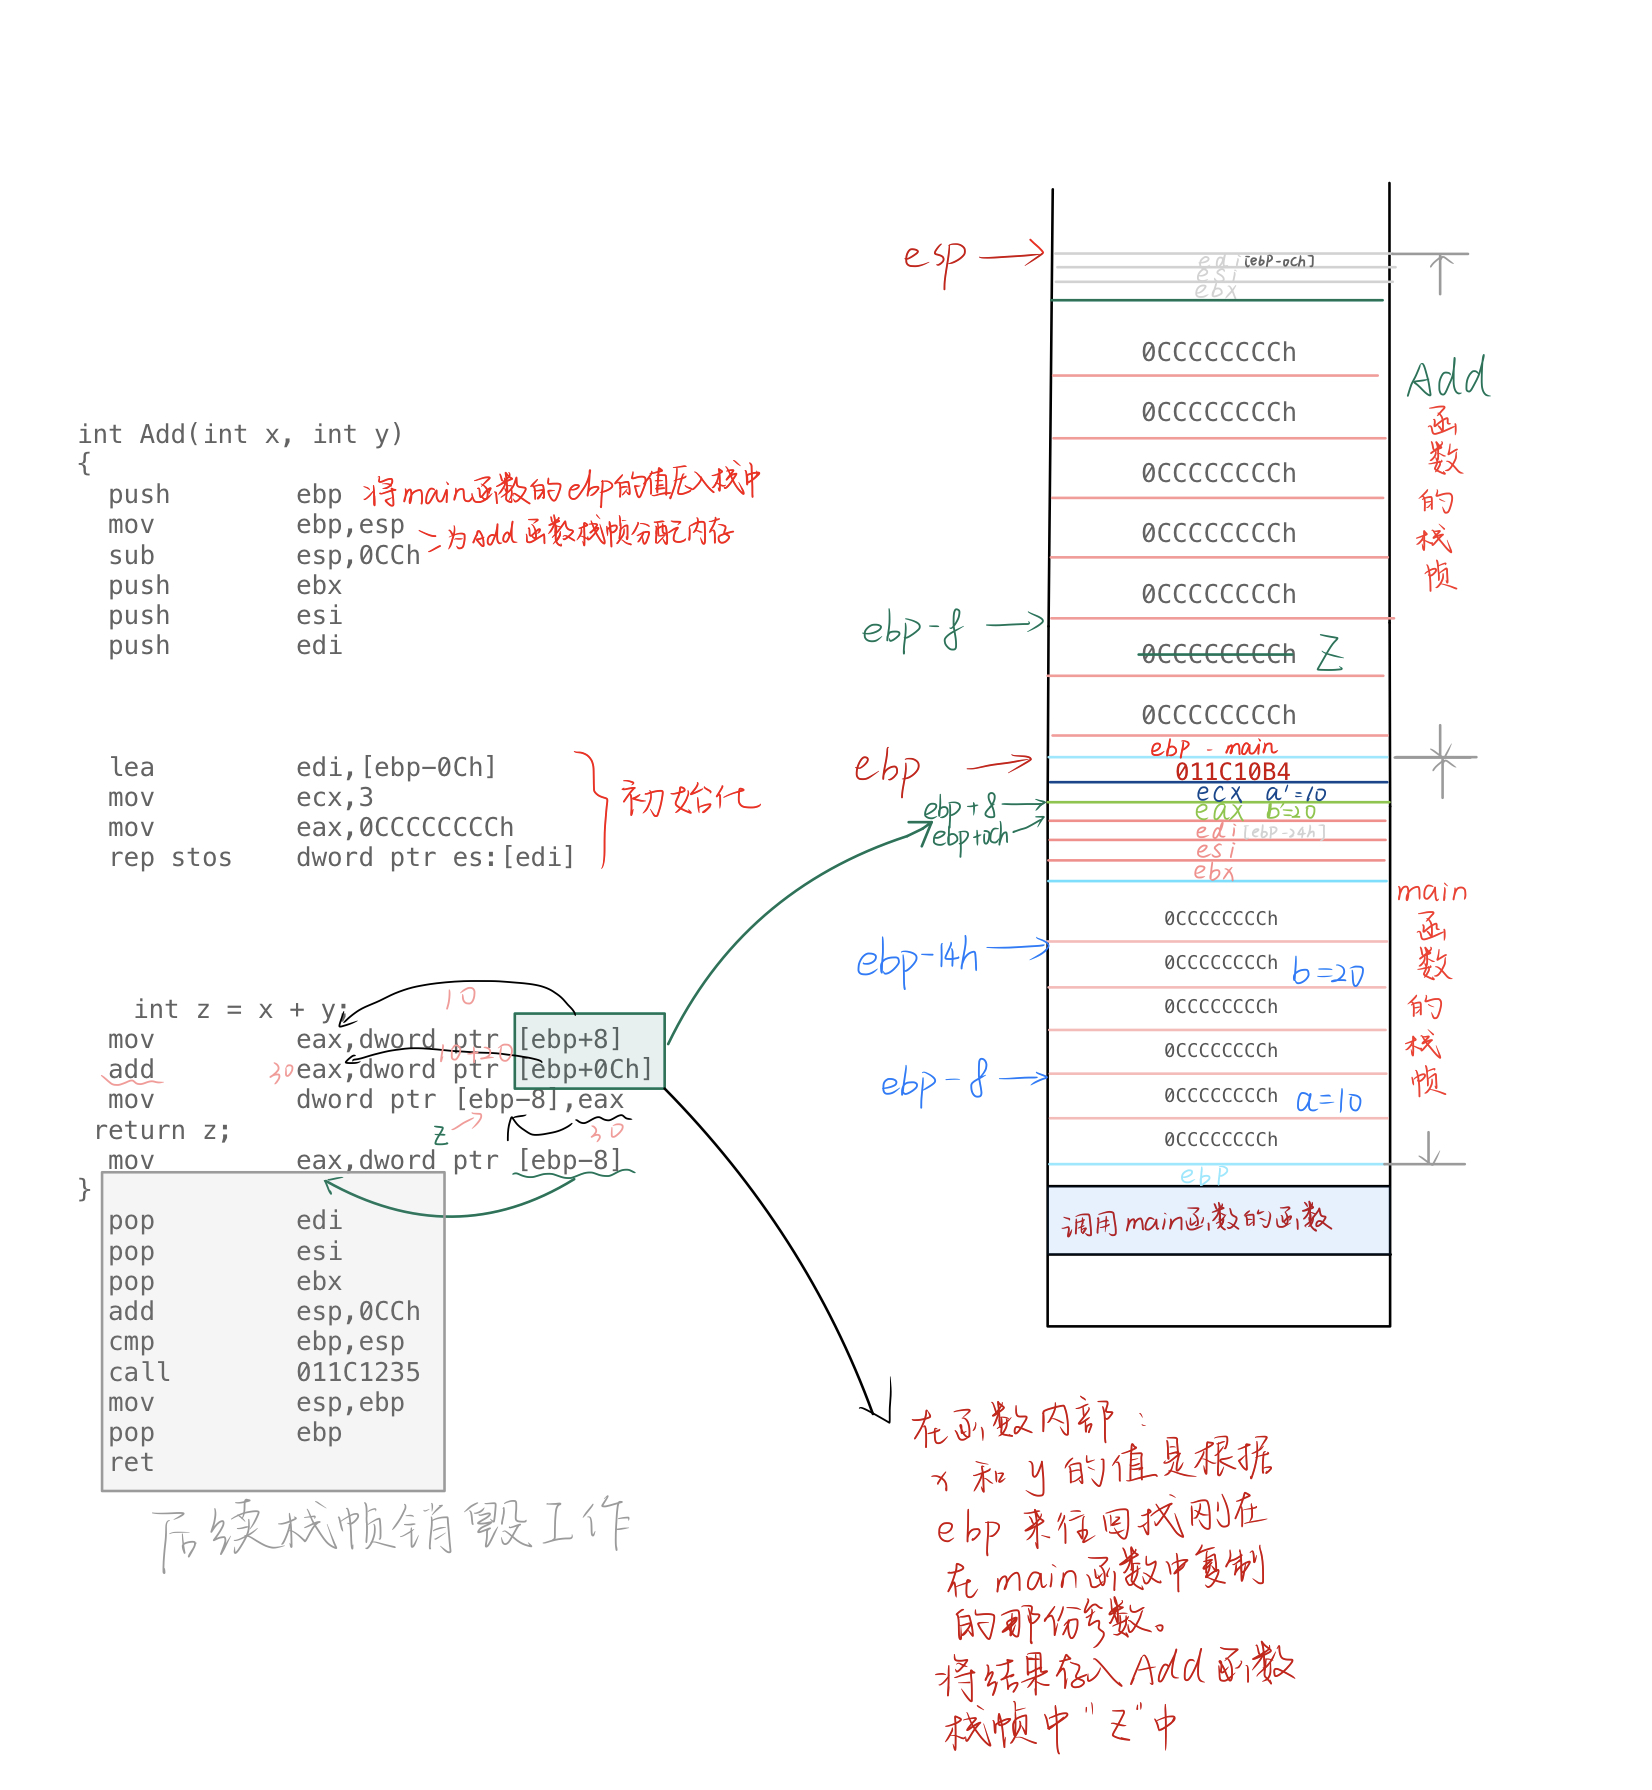 int Add(int x, int y)
{
push ebp 将main函数的ebp的值压入栈中
mov ebp,esp
sub esp,0CCh 为Add函数栈帧分配内存
push ebx
push esi
push edi
lea edi,[ebp-0Ch]
mov ecx,3
mov eax,0CCCCCCCCh
rep stos dword ptr es:[edi]
初始化
int z = x + y;
10
mov eax,dword ptr [ebp+8]
10+20
add 30 eax,dword ptr [ebp+0Ch]
mov dword ptr [ebp-8],eax
return z;
z
30
mov eax,dword ptr [ebp-8]
}
pop edi
pop esi
pop ebx
add esp,0CCh
cmp ebp,esp
call 011C1235
mov esp,ebp
pop ebp
ret
后续栈帧销毁工作
esp
edi [ebp-0Ch]
esi
ebx
0CCCCCCCCh
0CCCCCCCCh
0CCCCCCCCh
0CCCCCCCCh
0CCCCCCCCh
ebp-8
0CCCCCCCCh z
0CCCCCCCCh
ebp - main
ebp
011C10B4
ecx a'=10
ebp+8
eax b'=20
ebp+0Ch
edi [ebp-24h]
esi
ebx
0CCCCCCCCh
ebp-14h
0CCCCCCCCh b=20
0CCCCCCCCh
0CCCCCCCCh
ebp-8
0CCCCCCCCh a=10
0CCCCCCCCh
ebp
调用main函数的函数
Add
函
数
的
栈
帧
main
函
数
的
栈
帧
在函数内部:
x 和 y 的值是根据
ebp 来往回找刚在
在main函数中复制
的那份参数。
将结果存入Add函数
栈帧中"z"中